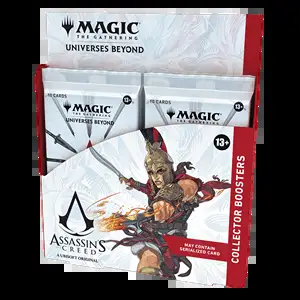 MAGIC
THE GATHERING
UNIVERSES BEYOND
10 CARDS
13+
MAGIC
THE GATHERING
UNIVERSES BEYOND
10 CARDS
13+
MAGIC
THE GATHERING
UNIVERSES BEYOND
13+
ASSASSIN'S
CREED
A UBISOFT ORIGINAL
MAY CONTAIN
SERIALIZED CARD
COLLECTOR BOOSTERS